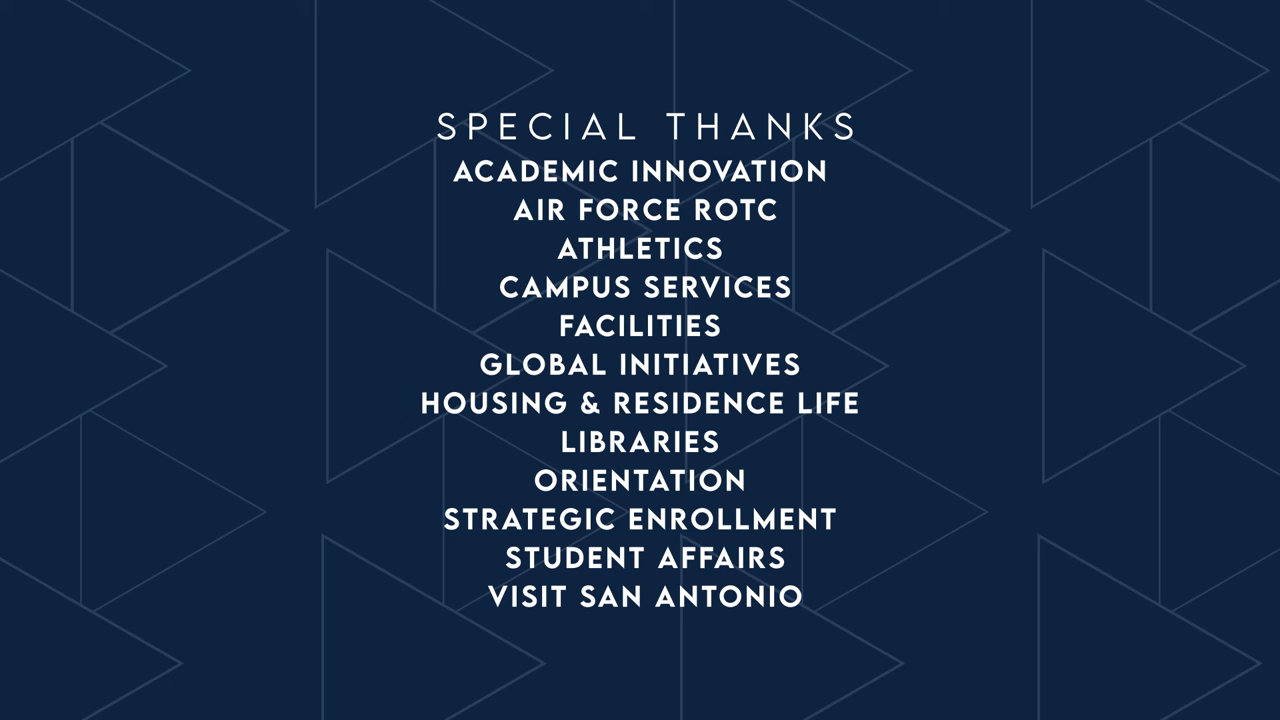 SPECIAL THANKS
ACADEMIC INNOVATION
AIR FORCE ROTC
ATHLETICS
CAMPUS SERVICES
FACILITIES
GLOBAL INITIATIVES
HOUSING & RESIDENCE LIFE
LIBRARIES
ORIENTATION
STRATEGIC ENROLLMENT
STUDENT AFFAIRS
VISIT SAN ANTONIO